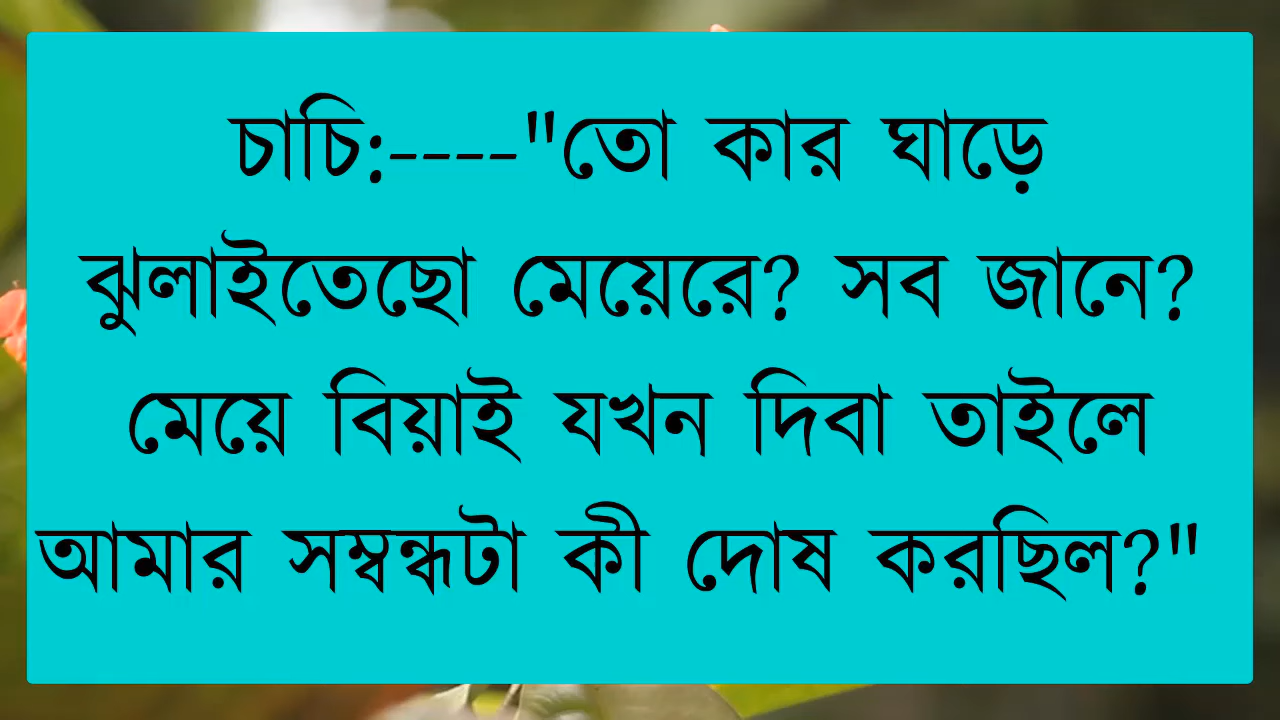 চাচি:----"তো কার ঘাড়ে
ঝুলাইতেছো মেয়েরে? সব জানে?
মেয়ে বিয়াই যখন দিবা তাইলে
আমার সম্বন্ধটা কী দোষ করছিল?"